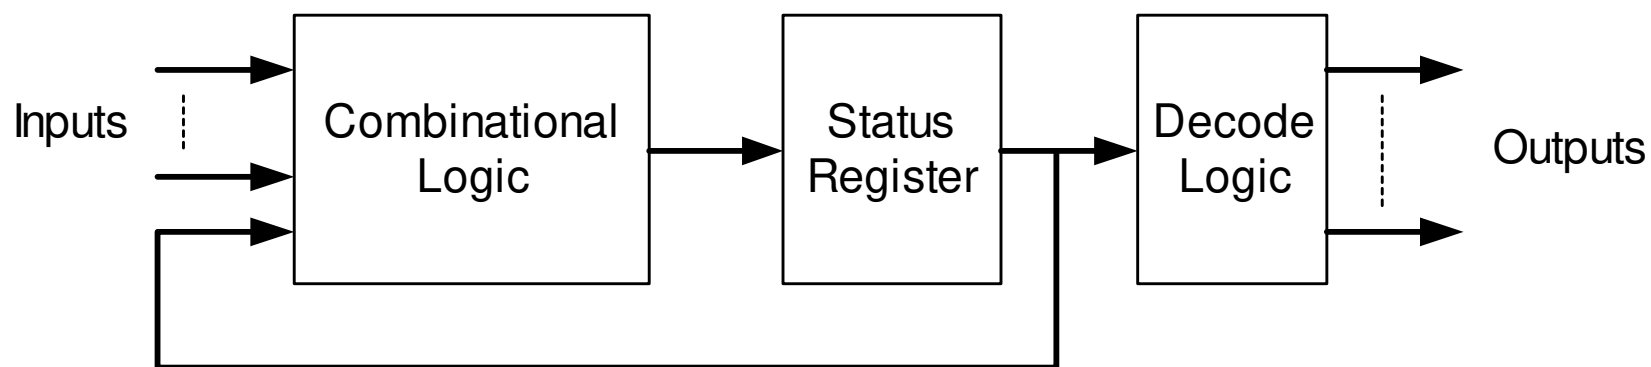 Inputs
Combinational
Logic
Status
Register
Decode
Logic
Outputs